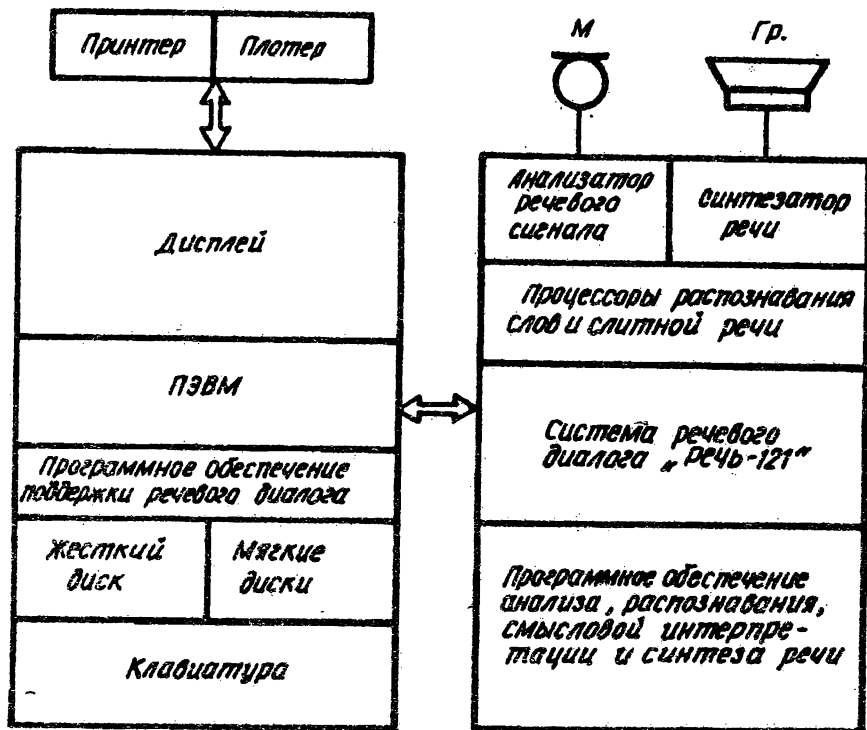 Принтер
Плотер
Дисплей
ПЭВМ
Программное обеспечение
поддержки речевого диалога
Жесткий
диск
Мягкие
диски
Клавиатура
М
Гр.
Анализатор
речевого
сигнала
Синтезатор
речи
Процессоры распознавания
слов и слитной речи
Система речевого
диалога „Речь-121"
Программное обеспечение
анализа, распознавания,
смысловой интерпре-
тации и синтеза речи